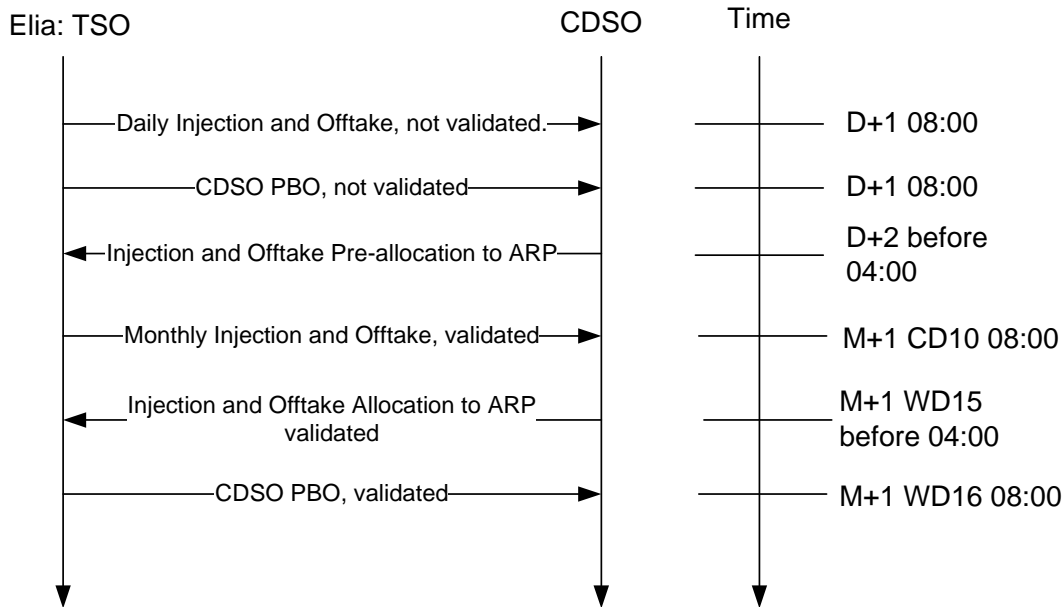 Elia: TSO
CDSO
Time
Daily Injection and Offtake, not validated.
D+1 08:00
CDSO PBO, not validated
D+1 08:00
Injection and Offtake Pre-allocation to ARP
D+2 before
04:00
Monthly Injection and Offtake, validated
M+1 CD10 08:00
Injection and Offtake Allocation to ARP
validated
M+1 WD15
before 04:00
CDSO PBO, validated
M+1 WD16 08:00